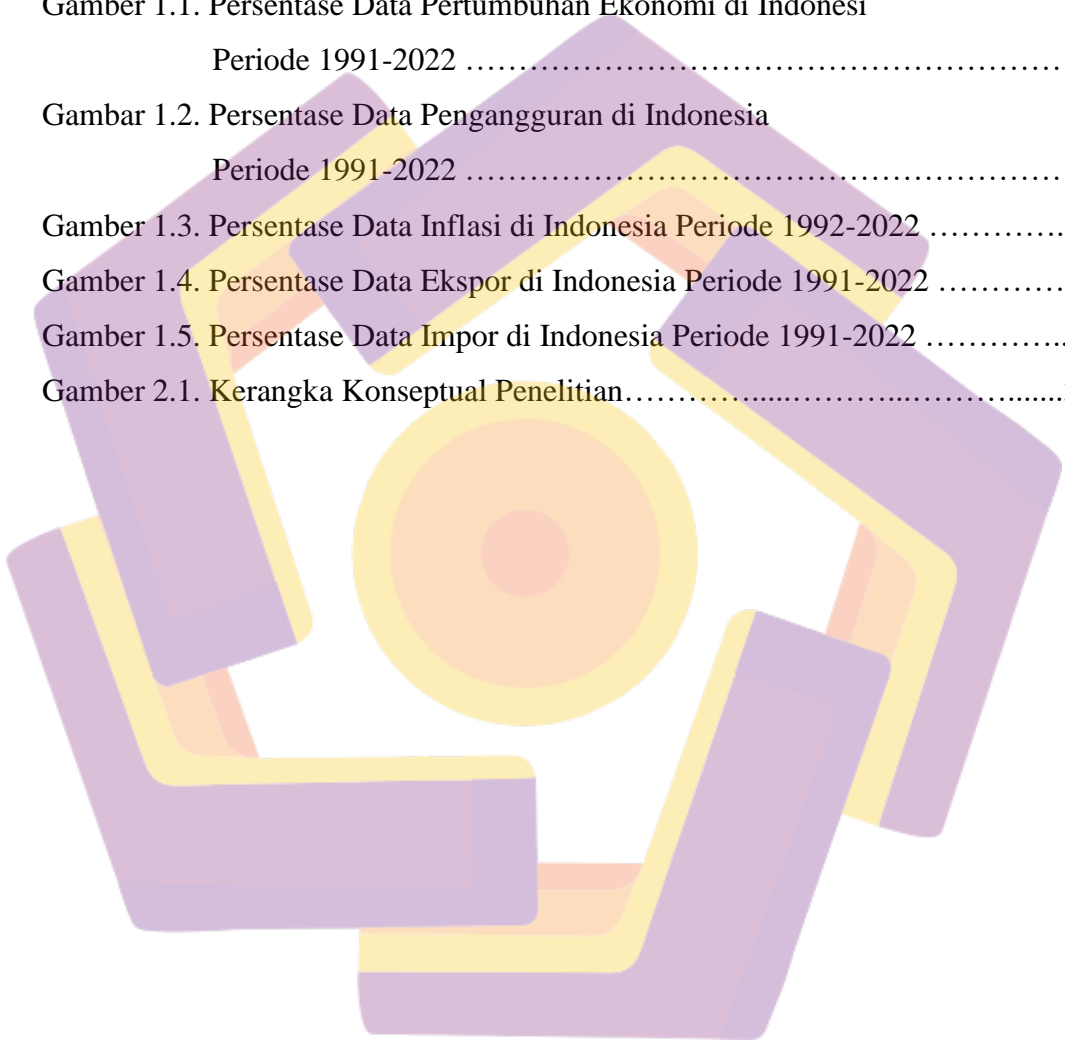 Gamber 1.1. Persentase Data Pertumbuhan Ekonomi di Indonesi
Periode 1991-2022 ……………………………………………………
Gambar 1.2. Persentase Data Pengangguran di Indonesia
Periode 1991-2022 ……………………………………………………
Gamber 1.3. Persentase Data Inflasi di Indonesia Periode 1992-2022 ………….
Gamber 1.4. Persentase Data Ekspor di Indonesia Periode 1991-2022 …………
Gamber 1.5. Persentase Data Impor di Indonesia Periode 1991-2022 …………..
Gamber 2.1. Kerangka Konseptual Penelitian………….....………...……….......